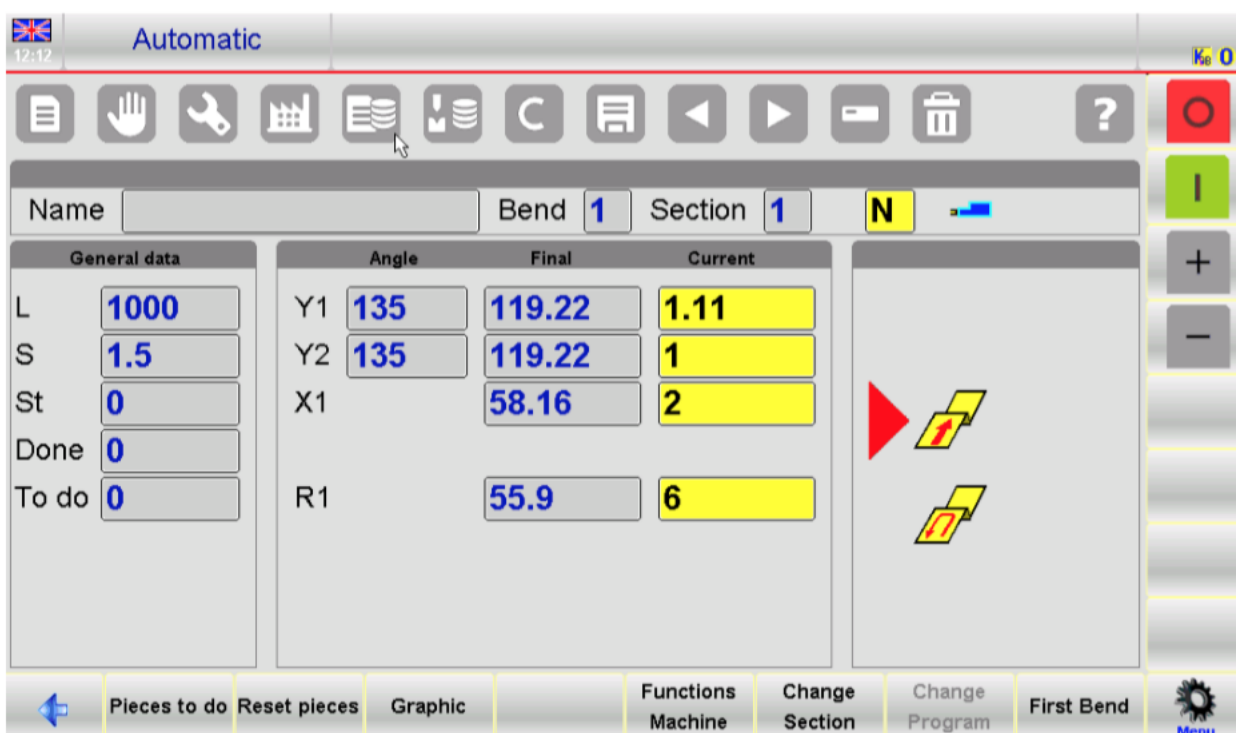 Automatic
12:12
K₉B 0
C
?
Name Bend 1 Section 1 N
General data Angle Final Current
L 1000 Y1 135 119.22 1.11
S 1.5 Y2 135 119.22 1
St 0 X1 58.16 2
Done 0
To do 0 R1 55.9 6
Pieces to do Reset pieces Graphic Functions Machine Change Section Change Program First Bend Menu